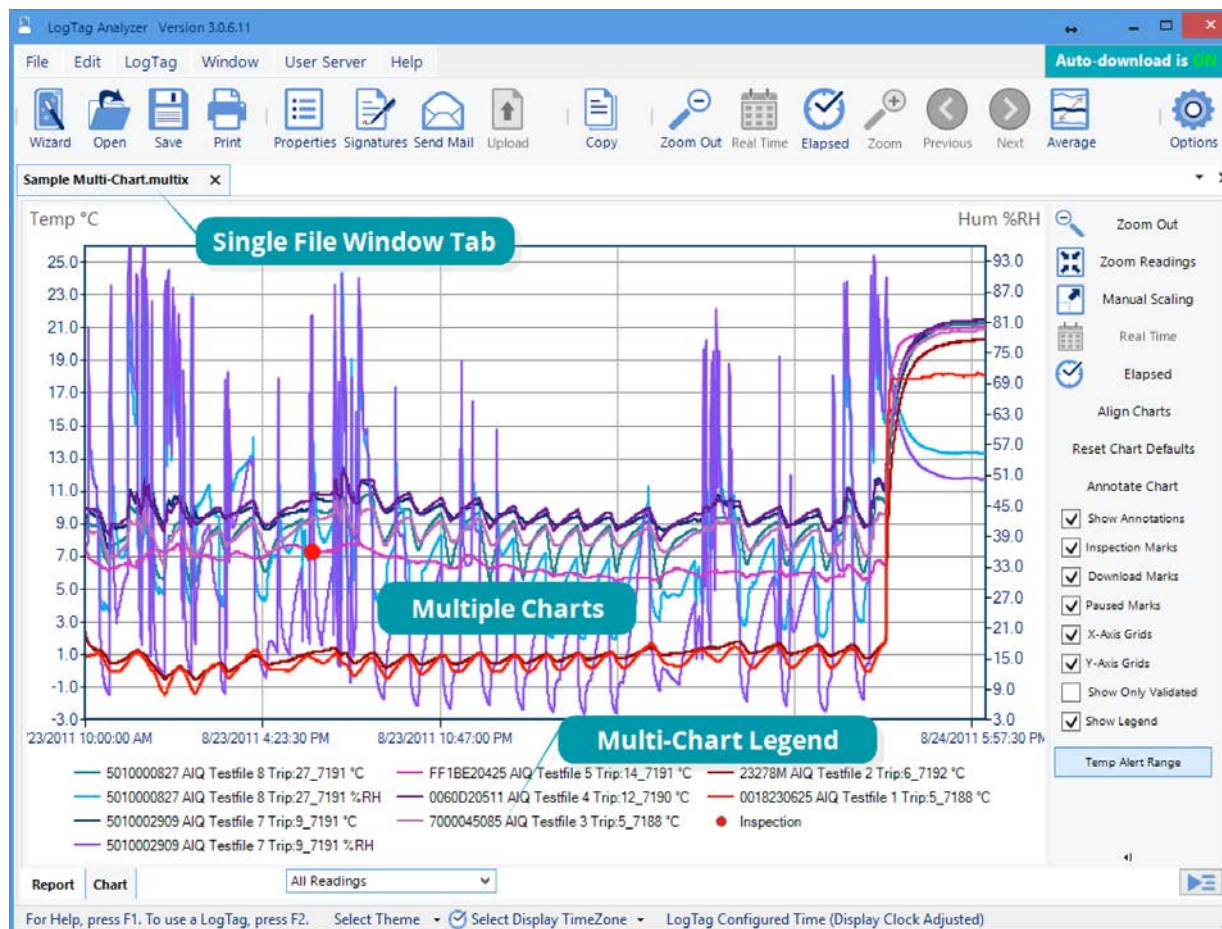 LogTag Analyzer Version 3.0.6.11
File Edit LogTag Window User Server Help
Auto-download is ON
Wizard Open Save Print Properties Signatures Send Mail Upload Copy Zoom Out Real Time Elapsed Zoom Previous Next Average Options
Sample Multi-Chart.multix
Temp °C
Hum %RH
Single File Window Tab
25.0
23.0
21.0
19.0
17.0
15.0
13.0
11.0
9.0
7.0
5.0
3.0
1.0
-1.0
-3.0
93.0
87.0
81.0
75.0
69.0
63.0
57.0
51.0
45.0
39.0
33.0
27.0
21.0
15.0
9.0
3.0
Multiple Charts
Multi-Chart Legend
'23/2011 10:00:00 AM 8/23/2011 4:23:30 PM 8/23/2011 10:47:00 PM 8/24/2011 5:57:30 PM
5010000827 AIQ Testfile 8 Trip:27_7191 °C
5010000827 AIQ Testfile 8 Trip:27_7191 %RH
5010002909 AIQ Testfile 7 Trip:9_7191 °C
5010002909 AIQ Testfile 7 Trip:9_7191 %RH
FF1BE20425 AIQ Testfile 5 Trip:14_7191 °C
0060D20511 AIQ Testfile 4 Trip:12_7190 °C
7000045085 AIQ Testfile 3 Trip:5_7188 °C
23278M AIQ Testfile 2 Trip:6_7192 °C
0018230625 AIQ Testfile 1 Trip:5_7188 °C
Inspection
Zoom Out
Zoom Readings
Manual Scaling
Real Time
Elapsed
Align Charts
Reset Chart Defaults
Annotate Chart
Show Annotations
Inspection Marks
Download Marks
Paused Marks
X-Axis Grids
Y-Axis Grids
Show Only Validated
Show Legend
Temp Alert Range
Report Chart
All Readings
For Help, press F1. To use a LogTag, press F2. Select Theme Select Display TimeZone LogTag Configured Time (Display Clock Adjusted)